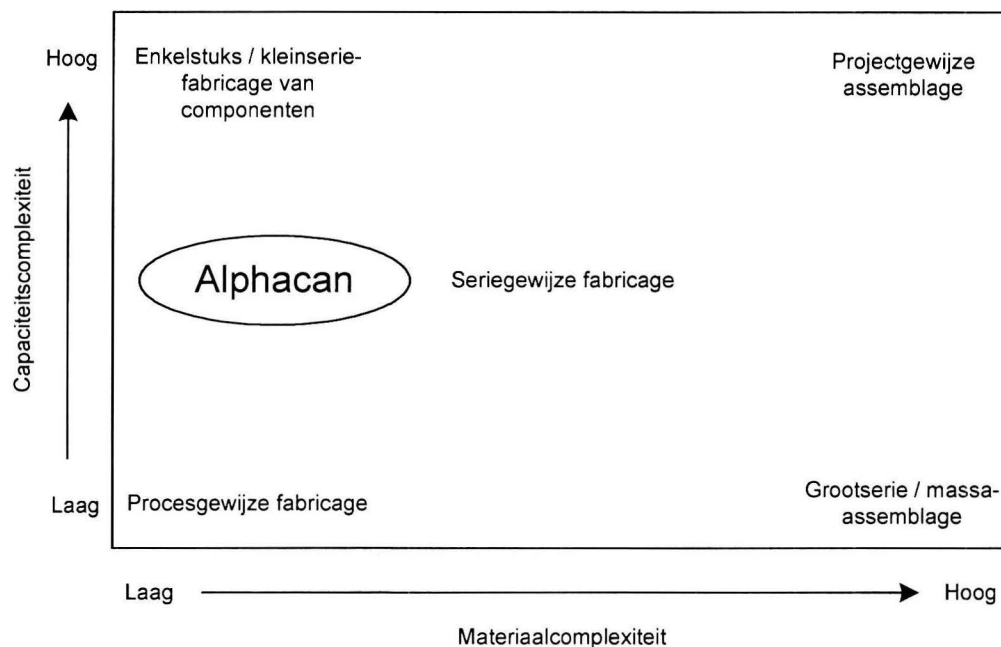 Hoog
Enkelstuks / kleinserie-
fabricage van
componenten
Projectgewijze
assemblage
Capaciteitscomplexiteit
Alphacan
Seriegewijze fabricage
Laag
Procesgewijze fabricage
Grootserie / massa-
assemblage
Laag
Hoog
Materiaalcomplexiteit